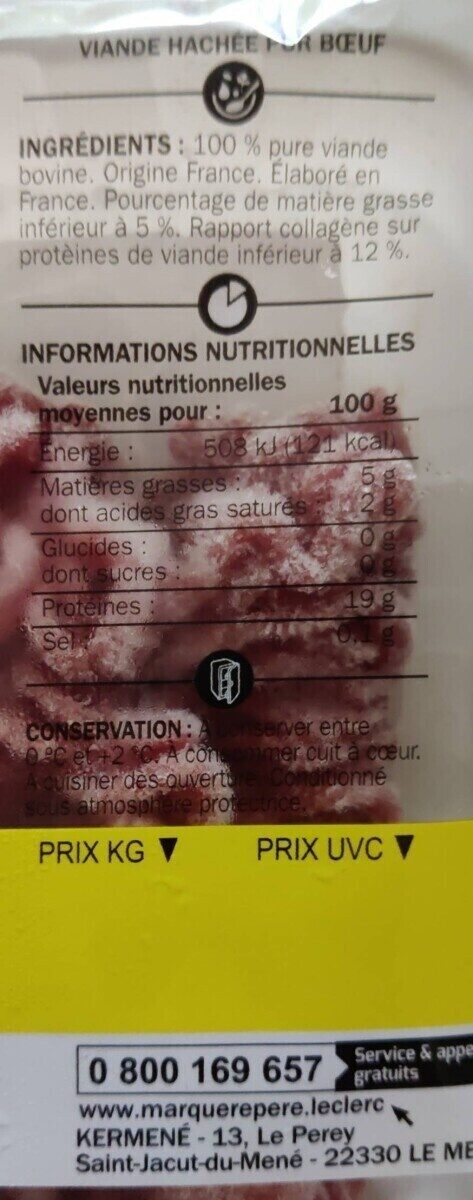 VIANDE HACHÉE PUR BŒUF
INGRÉDIENTS : 100 % pure viande
bovine. Origine France. Élaboré en
France. Pourcentage de matière grasse
inférieur à 5 %. Rapport collagène sur
protèines de viande inférieur à 12 %.
INFORMATIONS NUTRITIONNELLES
Valeurs nutritionnelles
moyennes pour : 100 g
Énergie : 508 kJ (121 kcal)
Matières grasses : 5 g
dont acides gras saturés : 2 g
Glucides : 0 g
dont sucres : 0 g
Protéines : 19 g
Sel : 0,1 g
CONSERVATION : A conserver entre
0 °C et +2 °C. A consommer cuit à cœur.
A cuisiner dès ouverture. Conditionné
sous atmosphère protectrice.
PRIX KG ▼ PRIX UVC ▼
0 800 169 657 Service & appe
gratuits
www.marquerepere.leclerc
KERMENÉ - 13, Le Perey
Saint-Jacut-du-Mené - 22330 LE ME